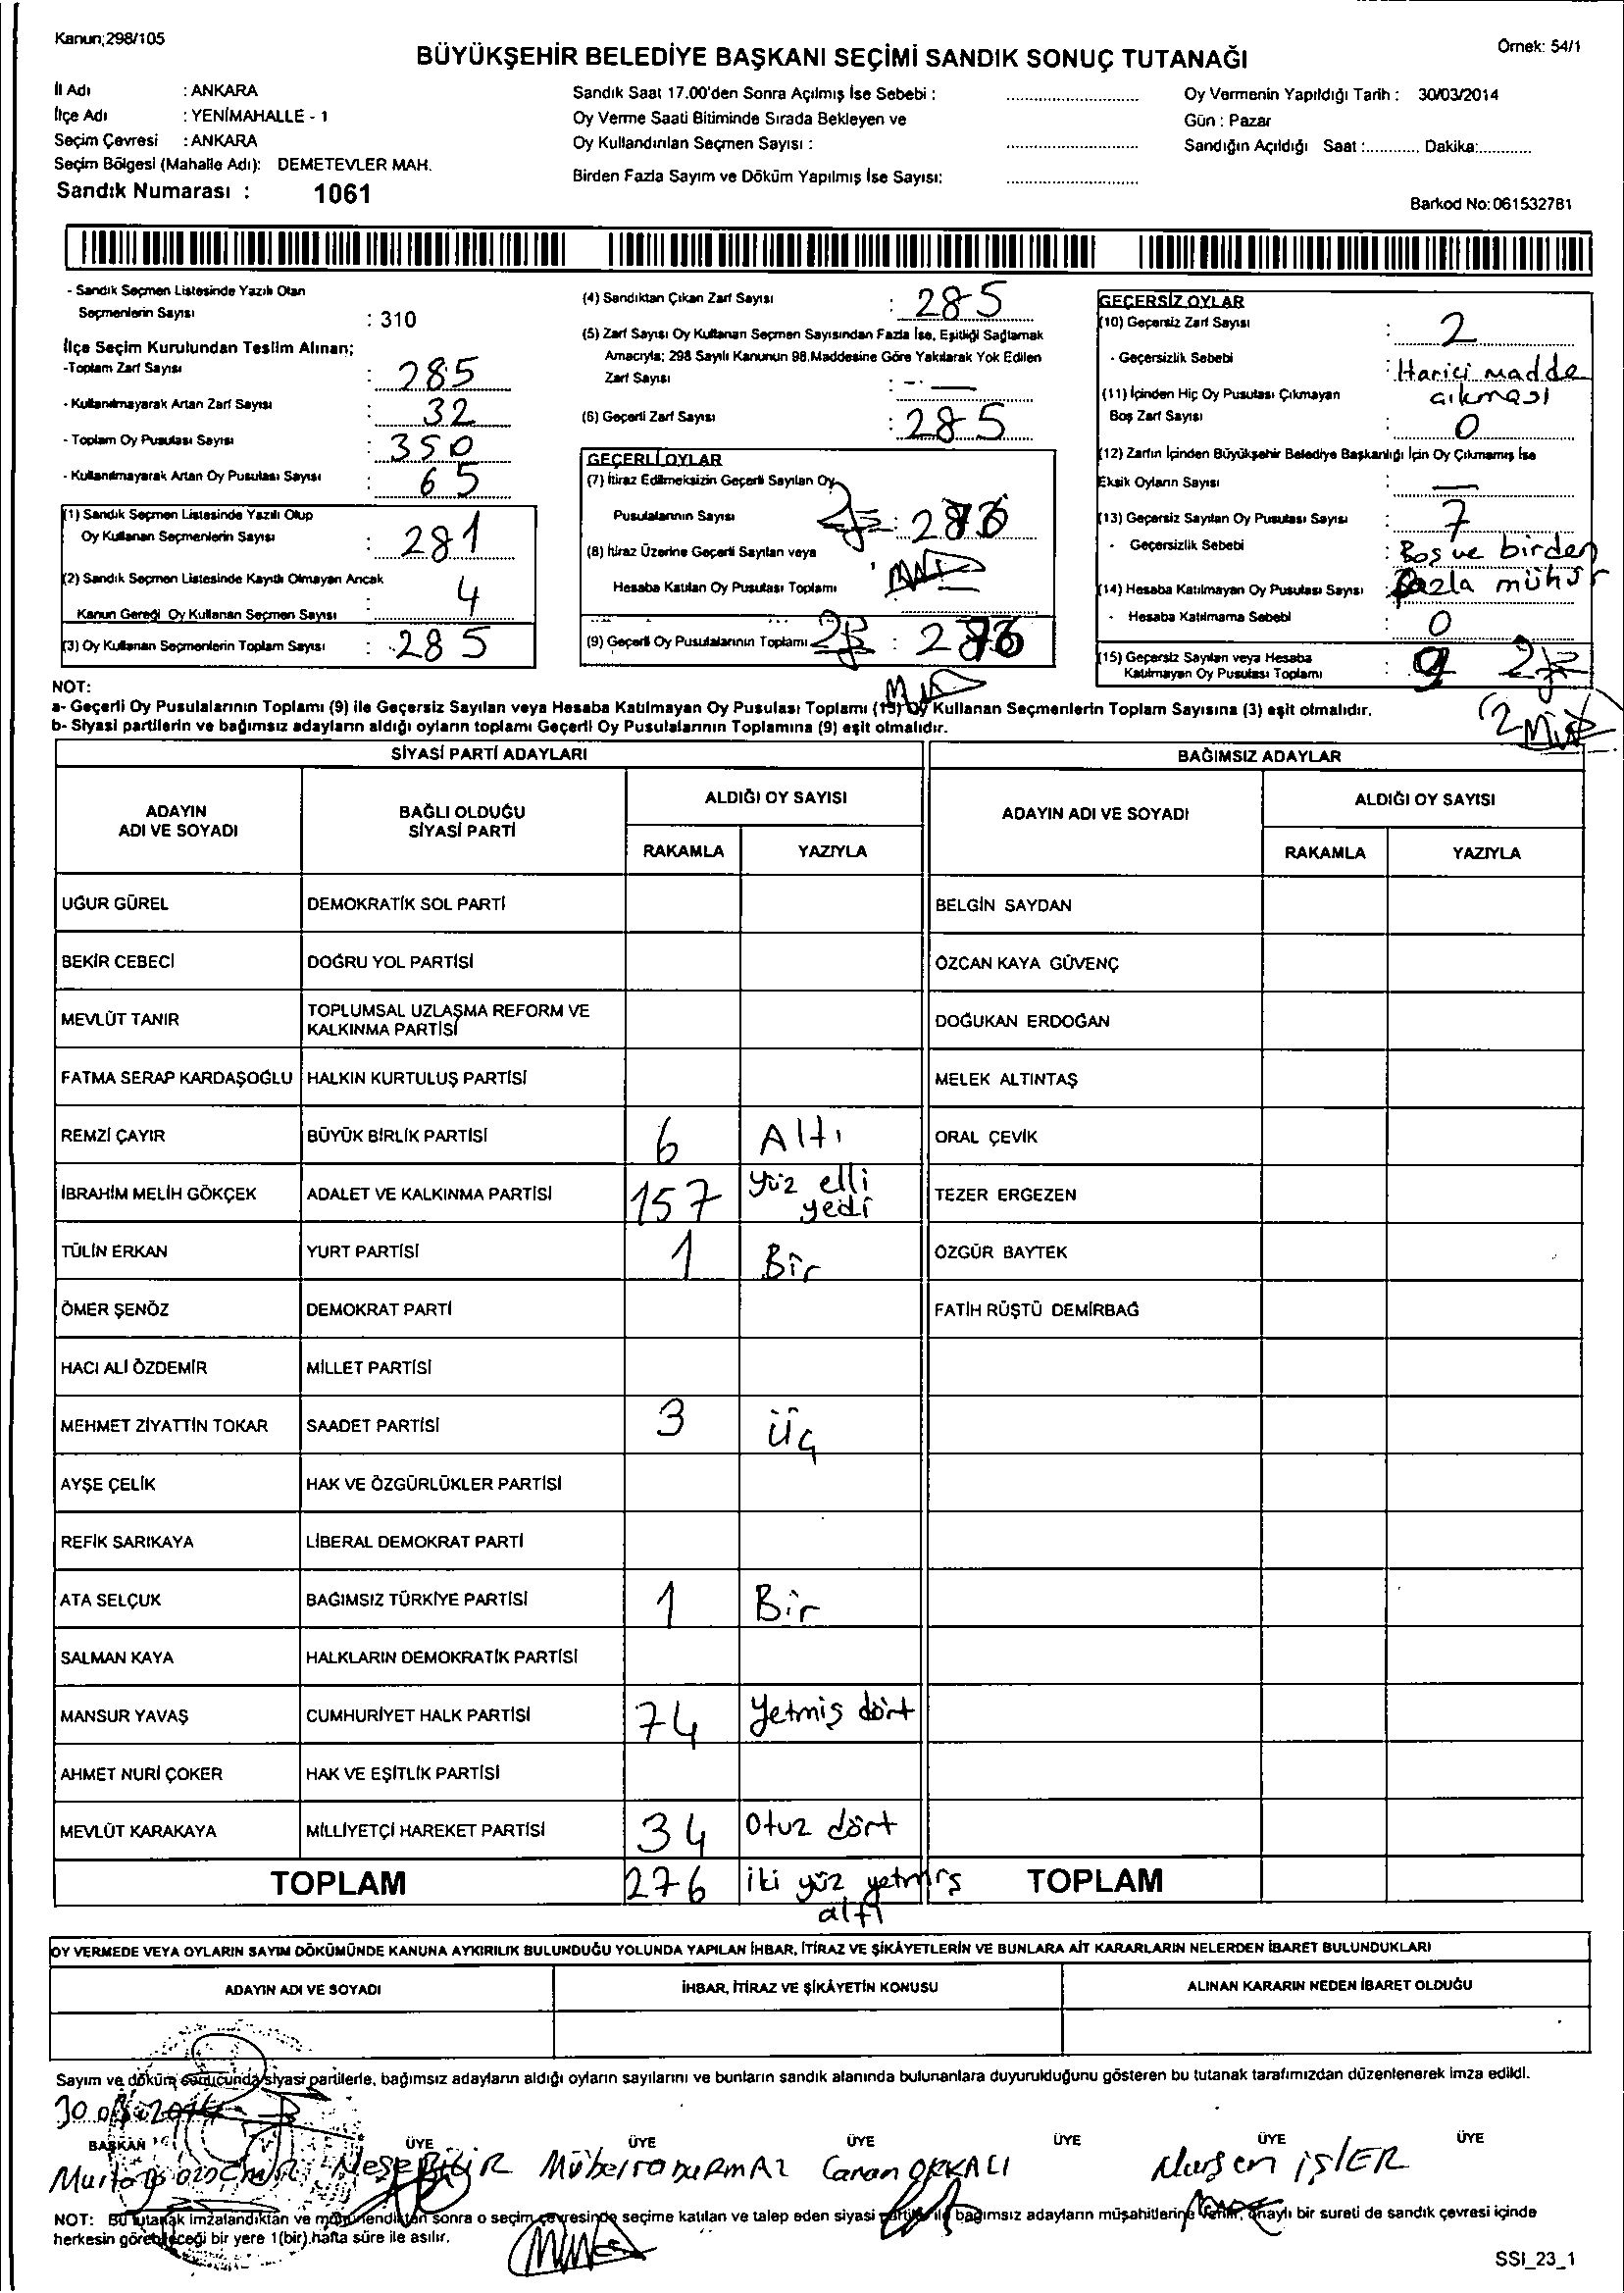 Kanun;298/105
Örnek: 54/1
BÜYÜKŞEHİR BELEDİYE BAŞKANI SEÇİMİ SANDIK SONUÇ TUTANAĞI
İl Adı : ANKARA
İlçe Adı : YENİMAHALLE - 1
Seçim Çevresi : ANKARA
Seçim Bölgesi (Mahalle Adı): DEMETEVLER MAH.
Sandık Numarası : 1061
Sandık Saat 17.00'den Sonra Açılmış İse Sebebi :
Oy Verme Saati Bitiminde Sırada Bekleyen ve
Oy Kullandırılan Seçmen Sayısı :
Birden Fazla Sayım ve Döküm Yapılmış İse Sayısı:
Oy Vermenin Yapıldığı Tarih : 30/03/2014
Gün : Pazar
Sandığın Açıldığı Saat :........... Dakika:............
Barkod No:061532781
- Sandık Seçmen Listesinde Yazılı Olan
Seçmenlerin Sayısı : 310
İlçe Seçim Kurulundan Teslim Alınan;
-Toplam Zarf Sayısı : 285
- Kullanılmayarak Artan Zarf Sayısı : 32
- Toplam Oy Pusulası Sayısı : 350
- Kullanılmayarak Artan Oy Pusulası Sayısı : 65
(1) Sandık Seçmen Listesinde Yazılı Olup
Oy Kullanan Seçmenlerin Sayısı : 281
(2) Sandık Seçmen Listesinde Kayıtlı Olmayan Ancak
Kanun Gereği Oy Kullanan Seçmen Sayısı : 4
(3) Oy Kullanan Seçmenlerin Toplam Sayısı : 285
(4) Sandıktan Çıkan Zarf Sayısı : 285
(5) Zarf Sayısı Oy Kullanan Seçmen Sayısından Fazla İse, Eşitliği Sağlamak
Amacıyla; 298 Sayılı Kanunun 98.Maddesine Göre Yakılarak Yok Edilen
Zarf Sayısı : -. —
(6) Geçerli Zarf Sayısı : 285
GEÇERLİ OYLAR
(7) İtiraz Edilmeksizin Geçerli Sayılan Oy
Pusulalarının Sayısı : 276
(8) İtiraz Üzerine Geçerli Sayılan veya
Hesaba Katılan Oy Pusulası Toplamı
(9) Geçerli Oy Pusulalarının Toplamı : 276
GEÇERSİZ OYLAR
(10) Geçersiz Zarf Sayısı : 2
- Geçersizlik Sebebi : Harici madde
çıkması
(11) İçinden Hiç Oy Pusulası Çıkmayan
Boş Zarf Sayısı : 0
(12) Zarfın İçinden Büyükşehir Belediye Başkanlığı İçin Oy Çıkmamış İse
Eksik Oyların Sayısı : —
(13) Geçersiz Sayılan Oy Pusulası Sayısı : 7
- Geçersizlik Sebebi : Boş ve birden
fazla mühür
(14) Hesaba Katılmayan Oy Pusulası Sayısı
- Hesaba Katılmama Sebebi : 0
(15) Geçersiz Sayılan veya Hesaba
Katılmayan Oy Pusulası Toplamı : 9
NOT:
a- Geçerli Oy Pusulalarının Toplamı (9) ile Geçersiz Sayılan veya Hesaba Katılmayan Oy Pusulası Toplamı (15) Oy Kullanan Seçmenlerin Toplam Sayısına (3) eşit olmalıdır.
b- Siyasi partilerin ve bağımsız adayların aldığı oyların toplamı Geçerli Oy Pusulalarının Toplamına (9) eşit olmalıdır.
SİYASİ PARTİ ADAYLARI BAĞIMSIZ ADAYLAR
ADAYIN ADI VE SOYADI
BAĞLI OLDUĞU SİYASİ PARTİ
ALDIĞI OY SAYISI
RAKAMLA YAZIYLA
ADAYIN ADI VE SOYADI
ALDIĞI OY SAYISI
RAKAMLA YAZIYLA
UĞUR GÜREL DEMOKRATİK SOL PARTİ BELGİN SAYDAN
BEKİR CEBECİ DOĞRU YOL PARTİSİ ÖZCAN KAYA GÜVENÇ
MEVLÜT TANIR TOPLUMSAL UZLAŞMA REFORM VE KALKINMA PARTİSİ DOĞUKAN ERDOĞAN
FATMA SERAP KARDAŞOĞLU HALKIN KURTULUŞ PARTİSİ MELEK ALTINTAŞ
REMZİ ÇAYIR BÜYÜK BİRLİK PARTİSİ 6 Altı ORAL ÇEVİK
İBRAHİM MELİH GÖKÇEK ADALET VE KALKINMA PARTİSİ 157 Yüz elli yedi TEZER ERGEZEN
TÜLİN ERKAN YURT PARTİSİ 1 Bir ÖZGÜR BAYTEK
ÖMER ŞENÖZ DEMOKRAT PARTİ FATİH RÜŞTÜ DEMİRBAĞ
HACI ALİ ÖZDEMİR MİLLET PARTİSİ
MEHMET ZİYATTİN TOKAR SAADET PARTİSİ 3 Üç
AYŞE ÇELİK HAK VE ÖZGÜRLÜKLER PARTİSİ
REFİK SARIKAYA LİBERAL DEMOKRAT PARTİ
ATA SELÇUK BAĞIMSIZ TÜRKİYE PARTİSİ 1 Bir
SALMAN KAYA HALKLARIN DEMOKRATİK PARTİSİ
MANSUR YAVAŞ CUMHURİYET HALK PARTİSİ 74 Yetmiş dört
AHMET NURİ ÇOKER HAK VE EŞİTLİK PARTİSİ
MEVLÜT KARAKAYA MİLLİYETÇİ HAREKET PARTİSİ 34 Otuz dört
TOPLAM 276 iki yüz yetmiş altı TOPLAM
OY VERMEDE VEYA OYLARIN SAYIM DÖKÜMÜNDE KANUNA AYKIRILIK BULUNDUĞU YOLUNDA YAPILAN İHBAR, İTİRAZ VE ŞİKÂYETLERİN VE BUNLARA AİT KARARLARIN NELERDEN İBARET BULUNDUKLARI
ADAYIN ADI VE SOYADI İHBAR, İTİRAZ VE ŞİKÂYETİN KONUSU ALINAN KARARIN NEDEN İBARET OLDUĞU
Sayım ve döküm sonucunda siyasi partilerle, bağımsız adayların aldığı oyların sayılarını ve bunların sandık alanında bulunanlara duyurulduğunu gösteren bu tutanak tarafımızdan düzenlenerek imza edildi.
BAŞKAN ÜYE ÜYE ÜYE ÜYE ÜYE ÜYE
Neşe BİLİR Müberra DURMAZ Canan Nurşen İŞLER
NOT: Bu tutanak imzalandıktan ve mühürlendikten sonra o seçim çevresinde seçime katılan ve talep eden siyasi partiler ile bağımsız adayların müşahitlerine verilir, onaylı bir sureti de sandık çevresi içinde
herkesin görebileceği bir yere 1(bir) hafta süre ile asılır.
SSI_23_1